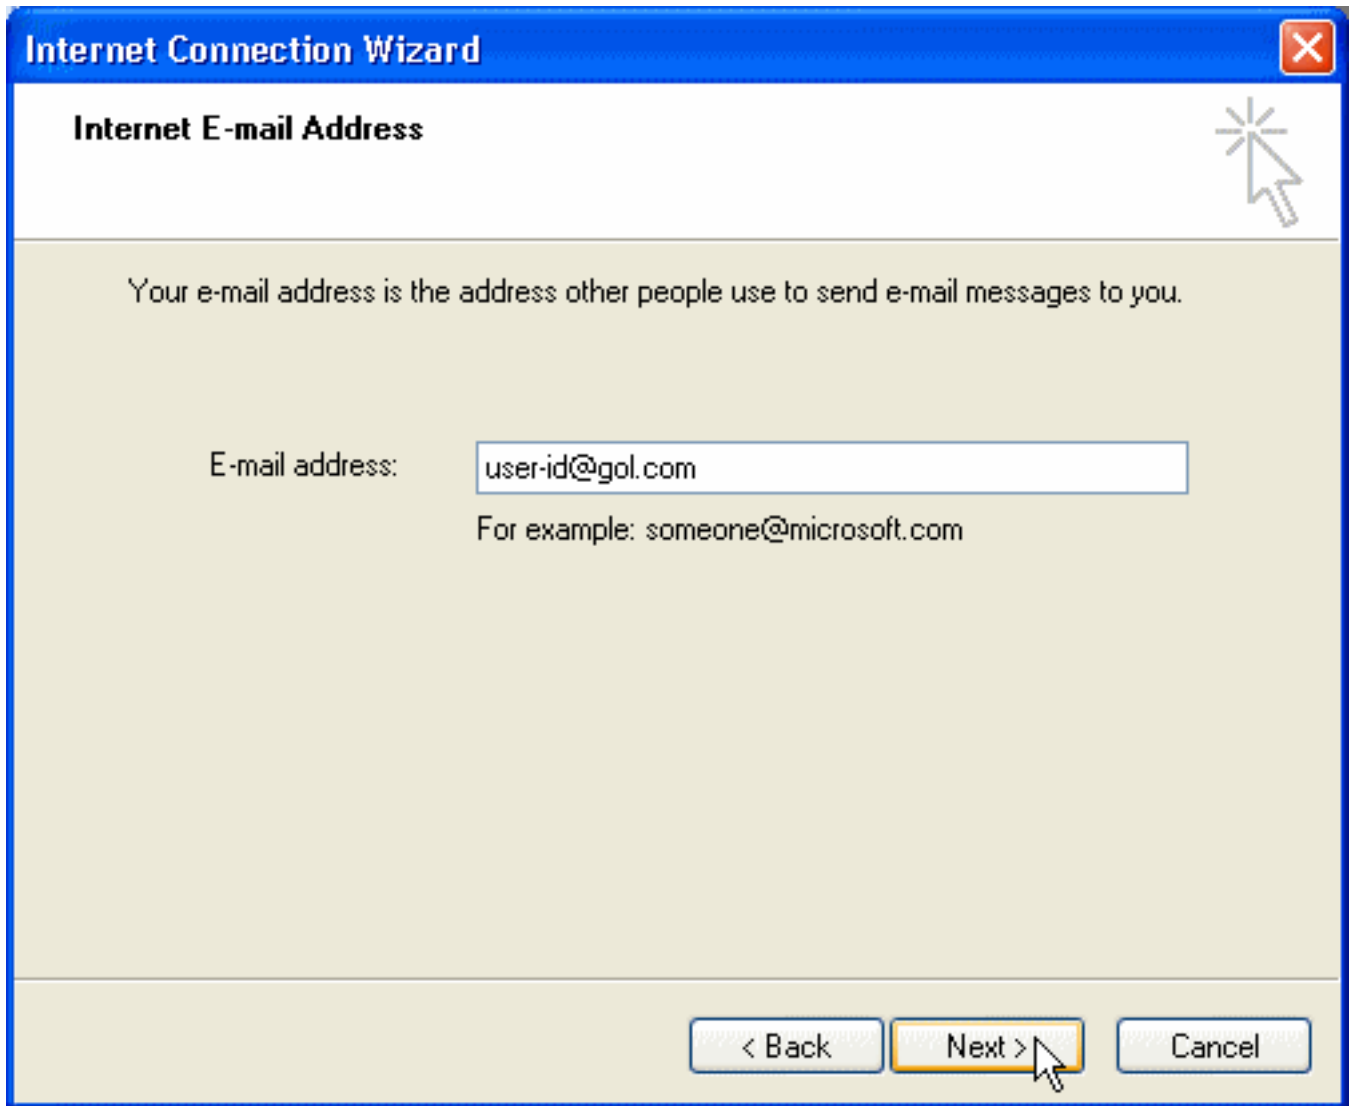 Internet Connection Wizard
Internet E-mail Address
Your e-mail address is the address other people use to send e-mail messages to you.
E-mail address: user-id@gol.com
For example: someone@microsoft.com
< Back Next > Cancel